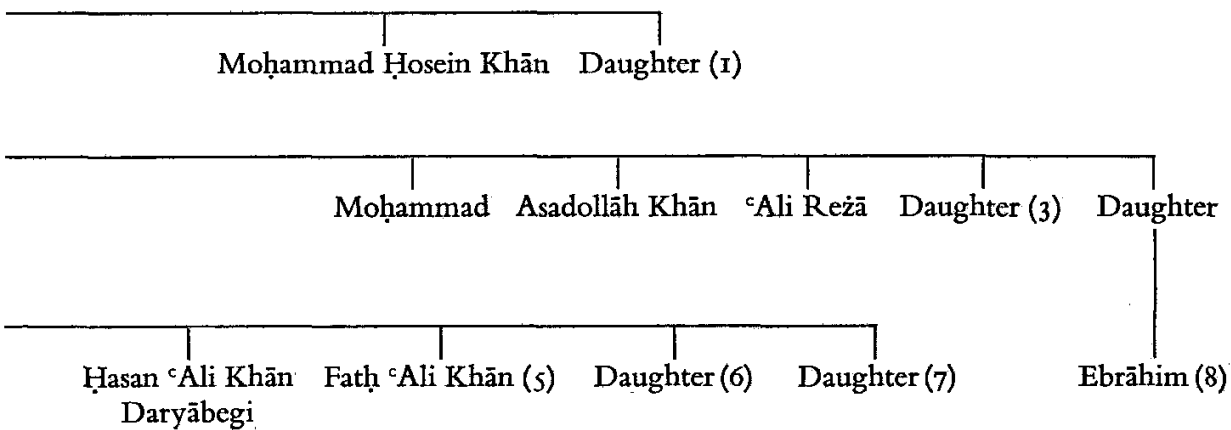 Moḥammad Ḥosein Khān Daughter (1)
Moḥammad Asadollāh Khān ʿAli Reżā Daughter (3) Daughter
Ḥasan ʿAli Khān Fatḥ ʿAli Khān (5) Daughter (6) Daughter (7) Ebrāhim (8)
Daryābegi